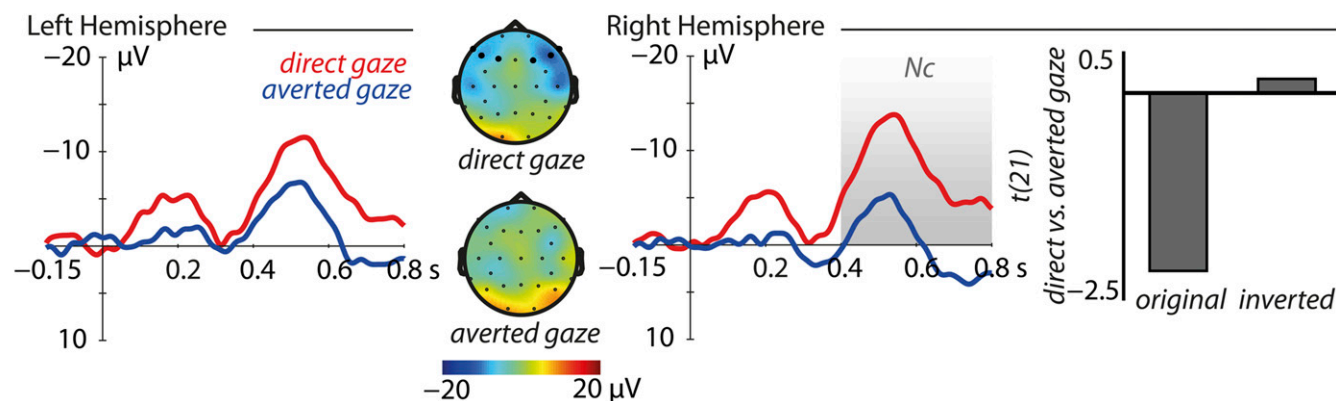 Left Hemisphere
−20
μV
direct gaze
averted gaze
−10
10
−0.15
0.2
0.4
0.6
0.8 s
direct gaze
averted gaze
−20
20 μV
Right Hemisphere
−20
μV
Nc
−10
10
−0.15
0.2
0.4
0.6
0.8 s
t(21)
direct vs. averted gaze
0.5
−2.5
original
inverted